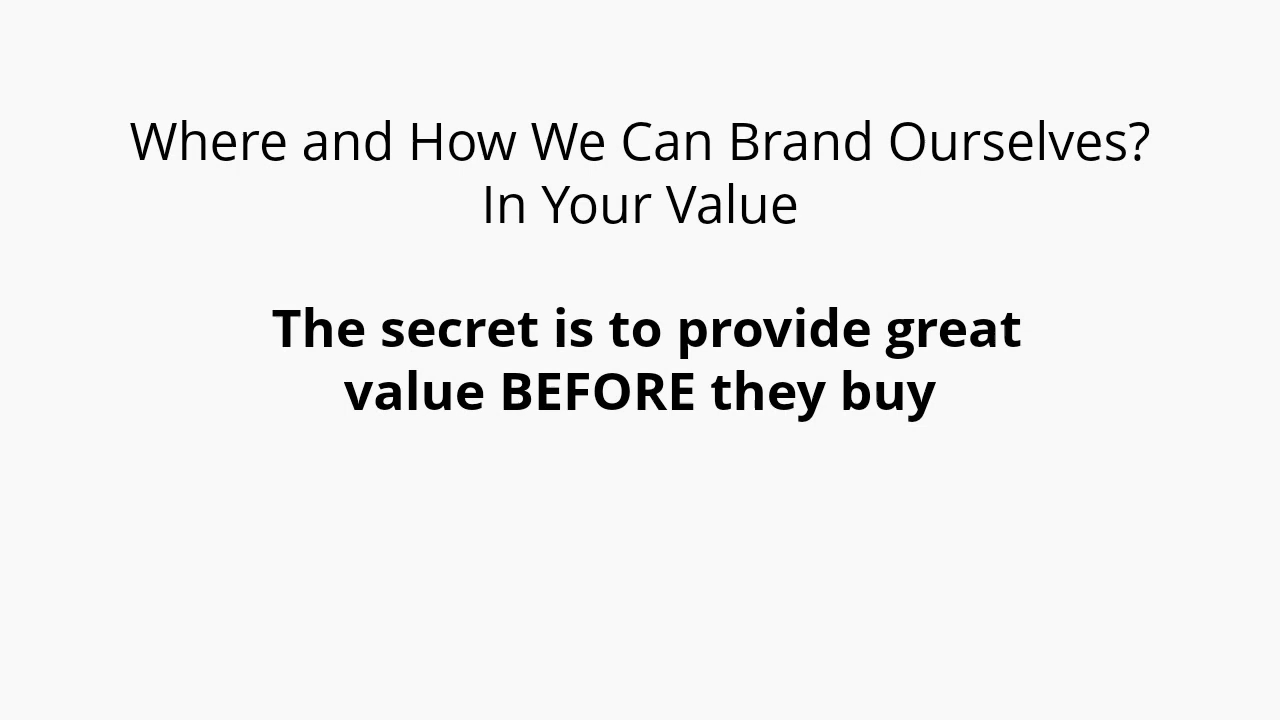 Where and How We Can Brand Ourselves?
In Your Value
The secret is to provide great
value BEFORE they buy